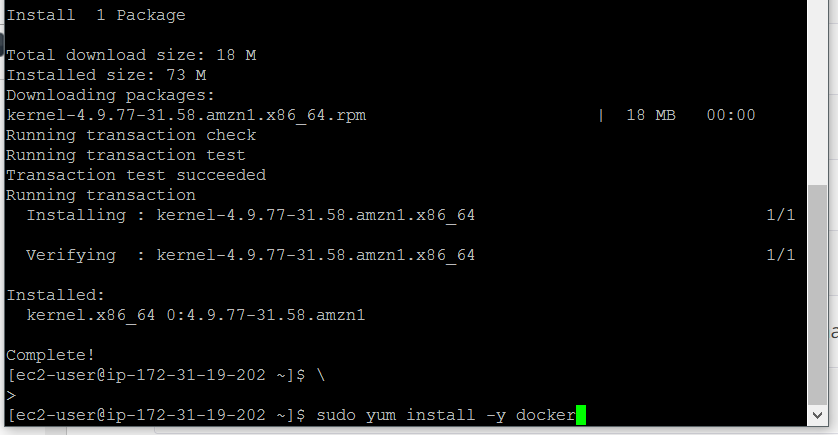 Install  1 Package
Total download size: 18 M
Installed size: 73 M
Downloading packages:
kernel-4.9.77-31.58.amzn1.x86_64.rpm                       |  18 MB   00:00
Running transaction check
Running transaction test
Transaction test succeeded
Running transaction
  Installing : kernel-4.9.77-31.58.amzn1.x86_64                             1/1
  Verifying  : kernel-4.9.77-31.58.amzn1.x86_64                             1/1
Installed:
  kernel.x86_64 0:4.9.77-31.58.amzn1
Complete!
[ec2-user@ip-172-31-19-202 ~]$ \
>
[ec2-user@ip-172-31-19-202 ~]$ sudo yum install -y docker